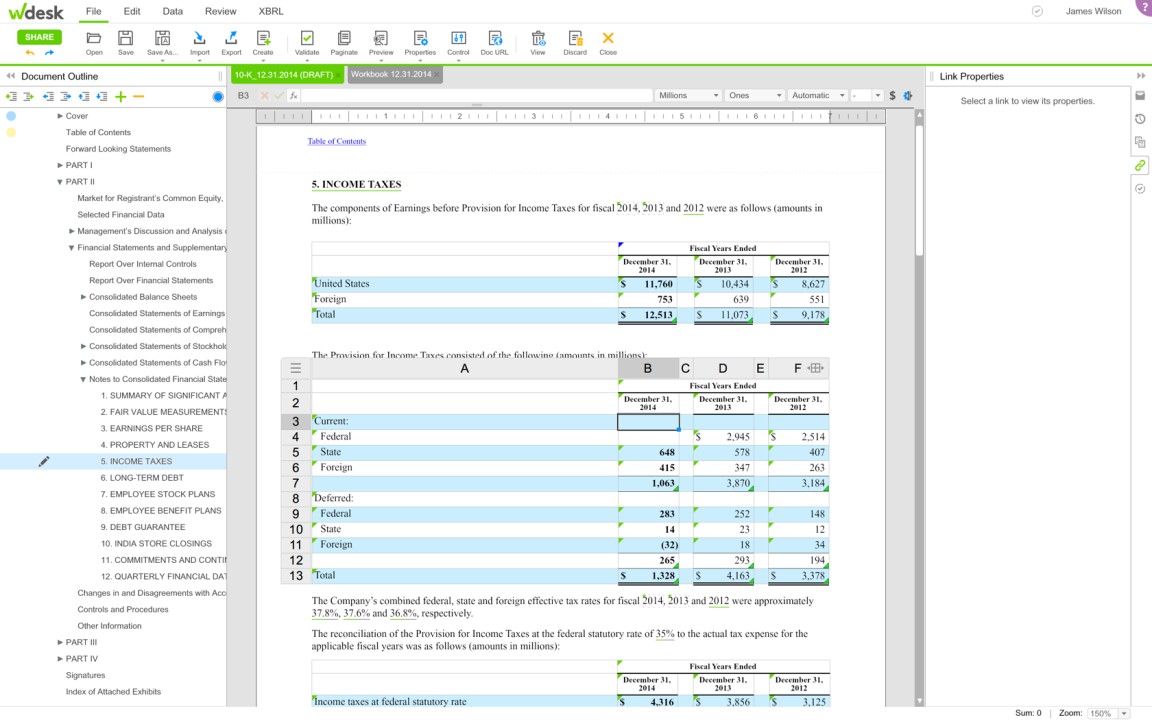 wdesk File Edit Data Review XBRL James Wilson ?
SHARE
Open Save Save As... Import Export Create Validate Paginate Preview Properties Control Doc URL View Discard Close
Document Outline
10-K_12.31.2014 (DRAFT) × Workbook 12.31.2014 ×
Link Properties
B3 fx Millions Ones Automatic - $
Select a link to view its properties.
Cover
Table of Contents
Forward Looking Statements
PART I
PART II
Market for Registrant's Common Equity,
Selected Financial Data
Management's Discussion and Analysis
Financial Statements and Supplementary
Report Over Internal Controls
Report Over Financial Statements
Consolidated Balance Sheets
Consolidated Statements of Earnings
Consolidated Statements of Compreh
Consolidated Statements of Stockhol
Consolidated Statements of Cash Flo
Notes to Consolidated Financial State
1. SUMMARY OF SIGNIFICANT A
2. FAIR VALUE MEASUREMENTS
3. EARNINGS PER SHARE
4. PROPERTY AND LEASES
5. INCOME TAXES
6. LONG-TERM DEBT
7. EMPLOYEE STOCK PLANS
8. EMPLOYEE BENEFIT PLANS
9. DEBT GUARANTEE
10. INDIA STORE CLOSINGS
11. COMMITMENTS AND CONTI
12. QUARTERLY FINANCIAL DAT
Changes in and Disagreements with Acc
Controls and Procedures
Other Information
PART III
PART IV
Signatures
Index of Attached Exhibits
1 2 3 4 5 6 7
Table of Contents
5. INCOME TAXES
The components of Earnings before Provision for Income Taxes for fiscal 2014, 2013 and 2012 were as follows (amounts in
millions):
Fiscal Years Ended
December 31, December 31, December 31,
2014 2013 2012
United States $ 11,760 $ 10,434 $ 8,627
Foreign 753 639 551
Total $ 12,513 $ 11,073 $ 9,178
The Provision for Income Taxes consisted of the following (amounts in millions):
A B C D E F
1 Fiscal Years Ended
2 December 31, December 31, December 31,
2014 2013 2012
3 Current:
4 Federal $ 2,945 $ 2,514
5 State 648 578 407
6 Foreign 415 347 263
7 1,063 3,870 3,184
8 Deferred:
9 Federal 283 252 148
10 State 14 23 12
11 Foreign (32) 18 34
12 265 293 194
13 Total $ 1,328 $ 4,163 $ 3,378
The Company's combined federal, state and foreign effective tax rates for fiscal 2014, 2013 and 2012 were approximately
37.8%, 37.6% and 36.8%, respectively.
The reconciliation of the Provision for Income Taxes at the federal statutory rate of 35% to the actual tax expense for the
applicable fiscal years was as follows (amounts in millions):
Fiscal Years Ended
December 31, December 31, December 31,
2014 2013 2012
Income taxes at federal statutory rate $ 4,316 $ 3,856 $ 3,125
Sum: 0 | Zoom: 150%